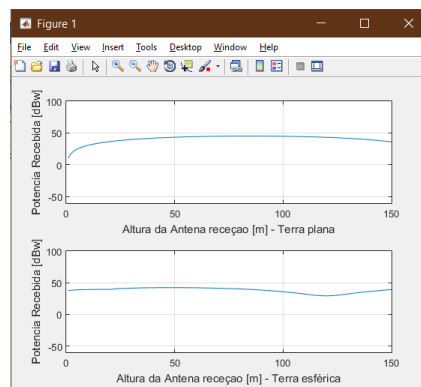 Figure 1
File Edit View Insert Tools Desktop Window Help
Potencia Recebida [dBw]
100
50
0
-50
0 50 100 150
Altura da Antena receçao [m] - Terra plana
Potencia Recebida [dBw]
100
50
0
-50
0 50 100 150
Altura da Antena receçao [m] - Terra esférica